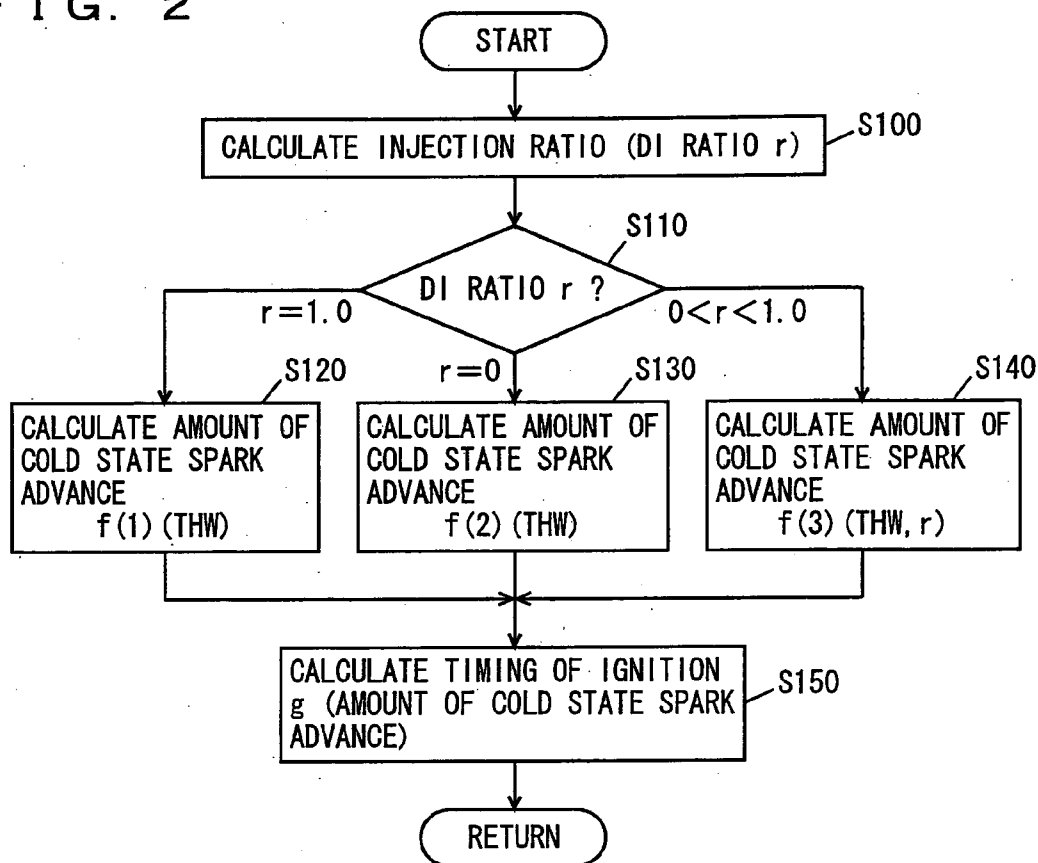 FIG. 2
START
CALCULATE INJECTION RATIO (DI RATIO r)
S100
S110
DI RATIO r ?
r=1.0
0<r<1.0
r=0
S120
CALCULATE AMOUNT OF
COLD STATE SPARK
ADVANCE
f(1) (THW)
S130
CALCULATE AMOUNT OF
COLD STATE SPARK
ADVANCE
f(2) (THW)
S140
CALCULATE AMOUNT OF
COLD STATE SPARK
ADVANCE
f(3) (THW, r)
CALCULATE TIMING OF IGNITION
g (AMOUNT OF COLD STATE SPARK
ADVANCE)
S150
RETURN